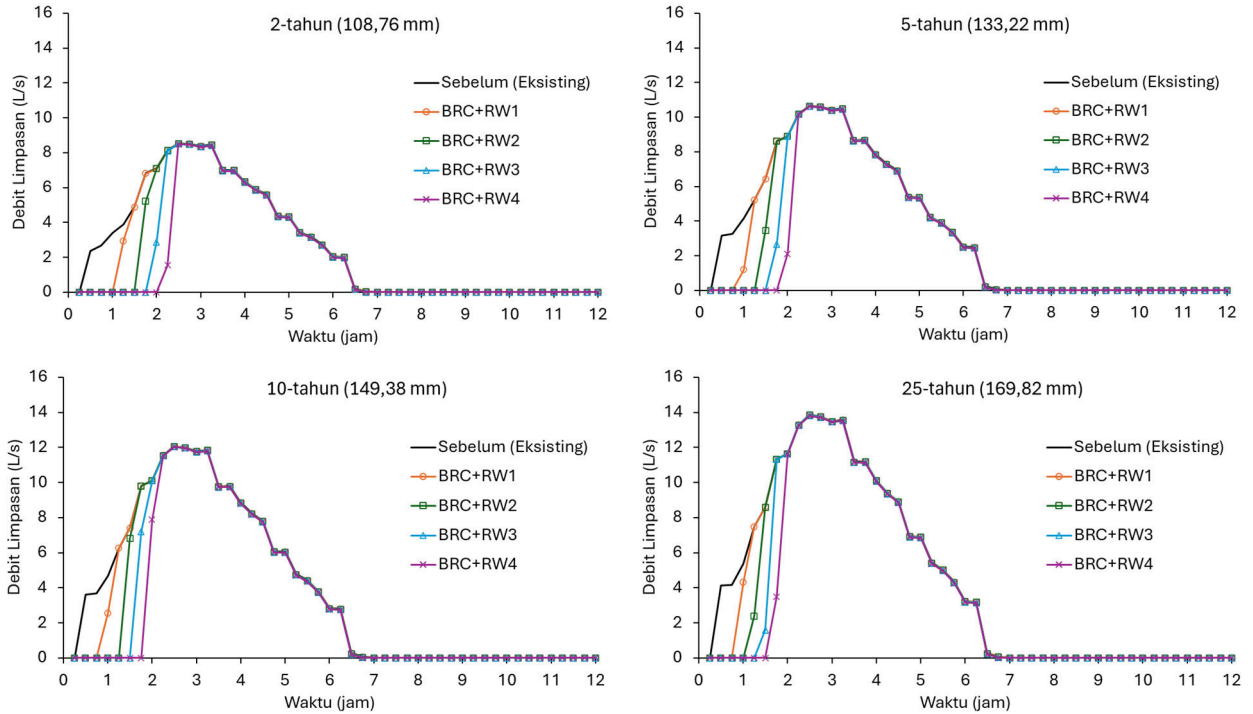 2-tahun (108,76 mm)
Debit Limpasan (L/s)
16
14
12
10
8
6
4
2
0
Sebelum (Eksisting)
BRC+RW1
BRC+RW2
BRC+RW3
BRC+RW4
0 1 2 3 4 5 6 7 8 9 10 11 12
Waktu (jam)
5-tahun (133,22 mm)
Debit Limpasan (L/s)
16
14
12
10
8
6
4
2
0
Sebelum (Eksisting)
BRC+RW1
BRC+RW2
BRC+RW3
BRC+RW4
0 1 2 3 4 5 6 7 8 9 10 11 12
Waktu (jam)
10-tahun (149,38 mm)
Debit Limpasan (L/s)
16
14
12
10
8
6
4
2
0
Sebelum (Eksisting)
BRC+RW1
BRC+RW2
BRC+RW3
BRC+RW4
0 1 2 3 4 5 6 7 8 9 10 11 12
Waktu (jam)
25-tahun (169,82 mm)
Debit Limpasan (L/s)
16
14
12
10
8
6
4
2
0
Sebelum (Eksisting)
BRC+RW1
BRC+RW2
BRC+RW3
BRC+RW4
0 1 2 3 4 5 6 7 8 9 10 11 12
Waktu (jam)